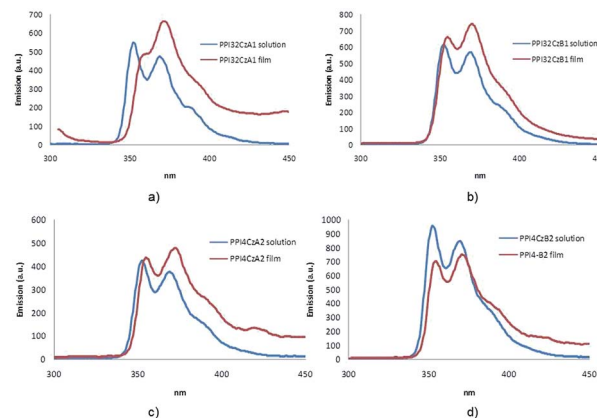 700
600
500
400
300
200
100
0
Emission (a.u.)
300
350
400
450
nm
PPI32CzA1 solution
PPI32CzA1 film
a)
800
700
600
500
400
300
200
100
0
Emission (a.u.)
300
350
400
nm
PPI32CzB1 solution
PPI32CzB1 film
b)
600
500
400
300
200
100
0
Emission (a.u.)
300
350
400
450
nm
PPI4CzA2 solution
PPI4CzA2 film
c)
1000
900
800
700
600
500
400
300
200
100
0
Emission (a.u.)
300
350
400
450
nm
PPI4CzB2 solution
PPI4-B2 film
d)